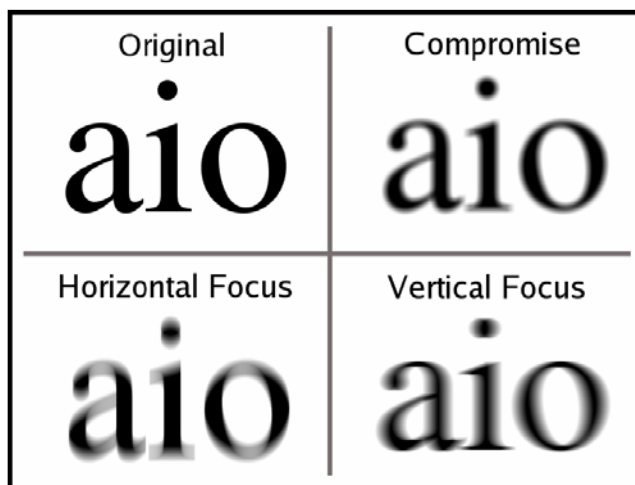 Original
aio
Compromise
aio
Horizontal Focus
aio
Vertical Focus
aio